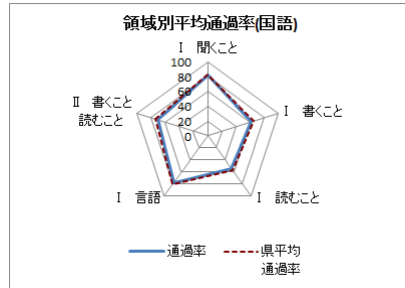 領域別平均通過率(国語)
Ⅰ 聞くこと
100
80
60
40
20
0
Ⅰ 書くこと
Ⅰ 読むこと
Ⅰ 言語
Ⅱ 書くこと
読むこと
通過率
県平均
通過率